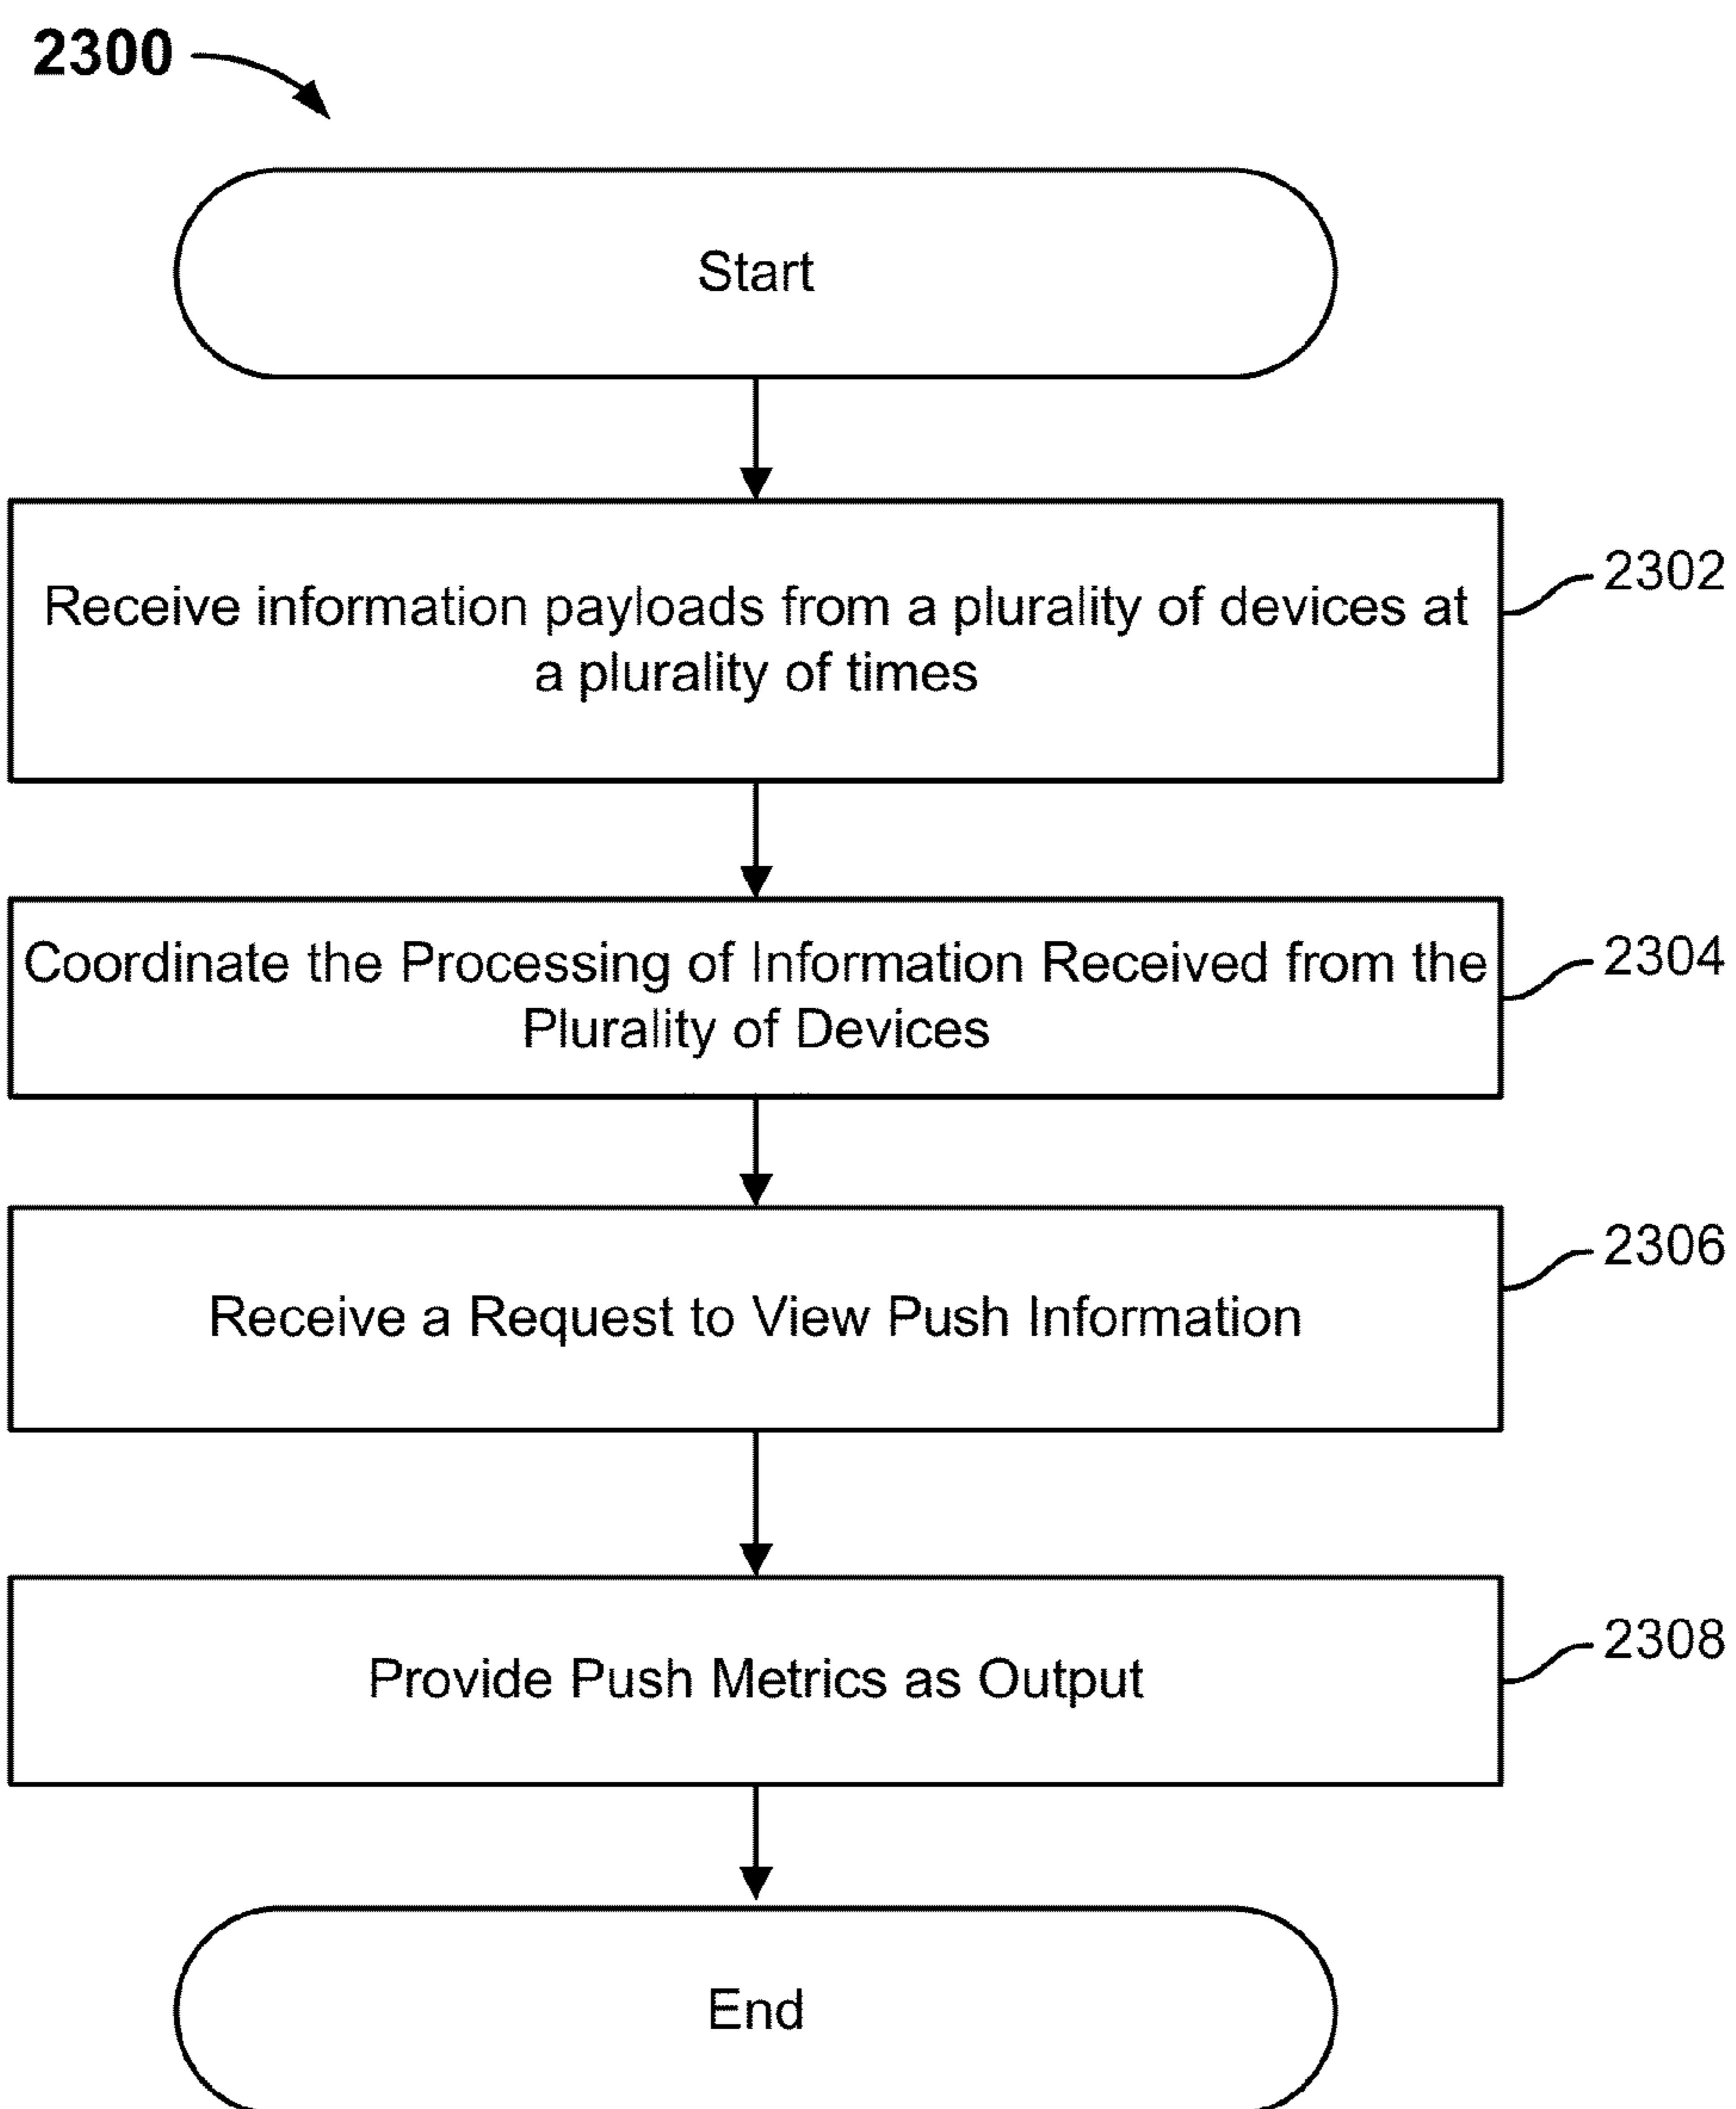 2300
Start
Receive information payloads from a plurality of devices at
a plurality of times
2302
Coordinate the Processing of Information Received from the
Plurality of Devices
2304
Receive a Request to View Push Information
2306
Provide Push Metrics as Output
2308
End